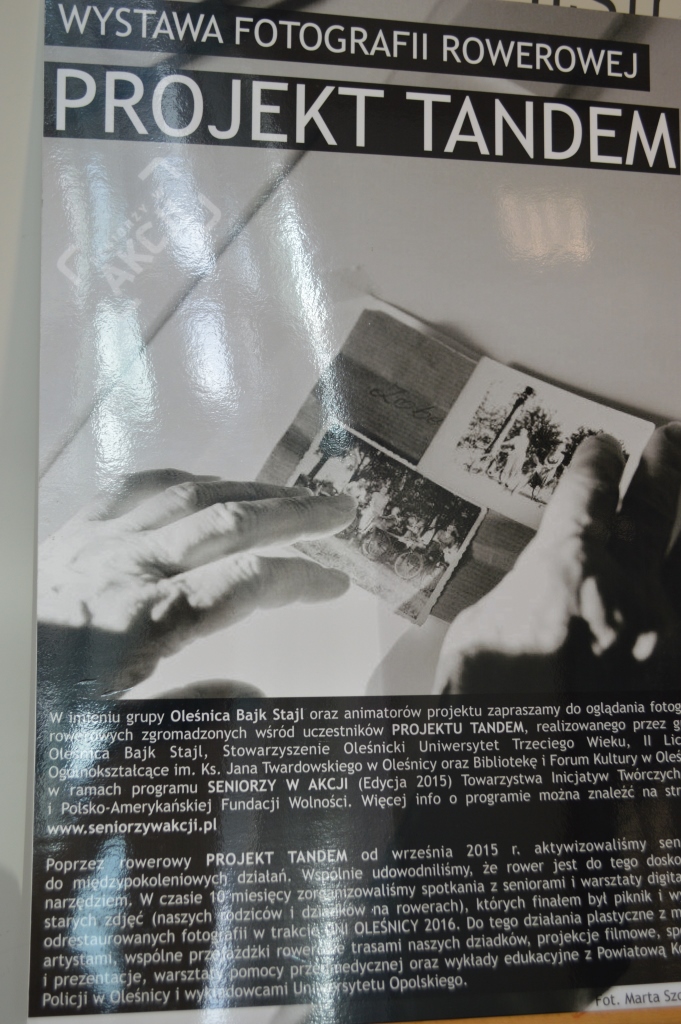 WYSTAWA FOTOGRAFII ROWEROWEJ
PROJEKT TANDEM
AKCJI
W imieniu grupy Oleśnica Bajk Stajl oraz animatorów projektu zapraszamy do oglądania
rowerowych zgromadzonych wśród uczestników PROJEKTU TANDEM, realizowanego przez
Oleśnica Bajk Stajl, Stowarzyszenie Oleśnicki Uniwersytet Trzeciego Wieku, II
Ogólnokształcące im. Ks. Jana Twardowskiego w Oleśnicy oraz Bibliotekę i Forum Kultury w
w ramach programu SENIORZY W AKCJI (Edycja 2015) Towarzystwa Inicjatyw Twórczych
i Polsko-Amerykańskiej Fundacji Wolności. Więcej info o programie można znaleźć na
www.seniorzywakcji.pl
Poprzez rowerowy PROJEKT TANDEM od września 2015 r. aktywizowaliśmy
do międzypokoleniowych działań. Wspólnie udowodniliśmy, że rower jest do tego
narzędziem. W czasie 10 miesięcy zorganizowaliśmy spotkania z seniorami i warsztaty
starych zdjęć (naszych rodziców i dziadków na rowerach), których finałem był piknik i
odrestaurowanych fotografii w trakcie DNI OLEŚNICY 2016. Do tego działania plastyczne z
artystami, wspólne przejażdżki rowerowe trasami naszych dziadków, projekcje filmowe,
i prezentacje, warsztaty pomocy przedmedycznej oraz wykłady edukacyjne z Powiatową
Policji w Oleśnicy i wykładowcami Uniwersytetu Opolskiego.
Fot. Marta